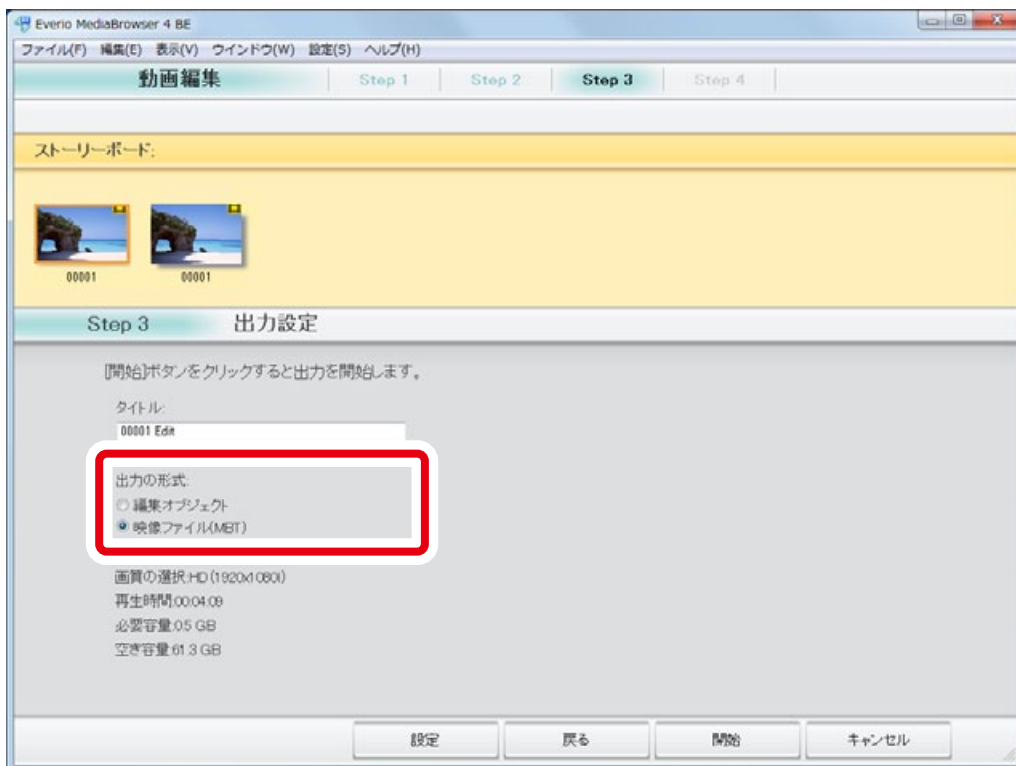 Everio MediaBrowser 4 BE
ファイル(F) 編集(E) 表示(V) ウインドウ(W) 設定(S) ヘルプ(H)
動画編集 Step 1 Step 2 Step 3 Step 4
ストーリーボード:
00001 00001
Step 3 出力設定
[開始]ボタンをクリックすると出力を開始します。
タイトル:
00001 Edit
出力の形式:
編集オブジェクト
映像ファイル(MBT)
画質の選択:HD (1920x1080i)
再生時間:00:04:09
必要容量:0.5 GB
空き容量:61.3 GB
設定 戻る 開始 キャンセル